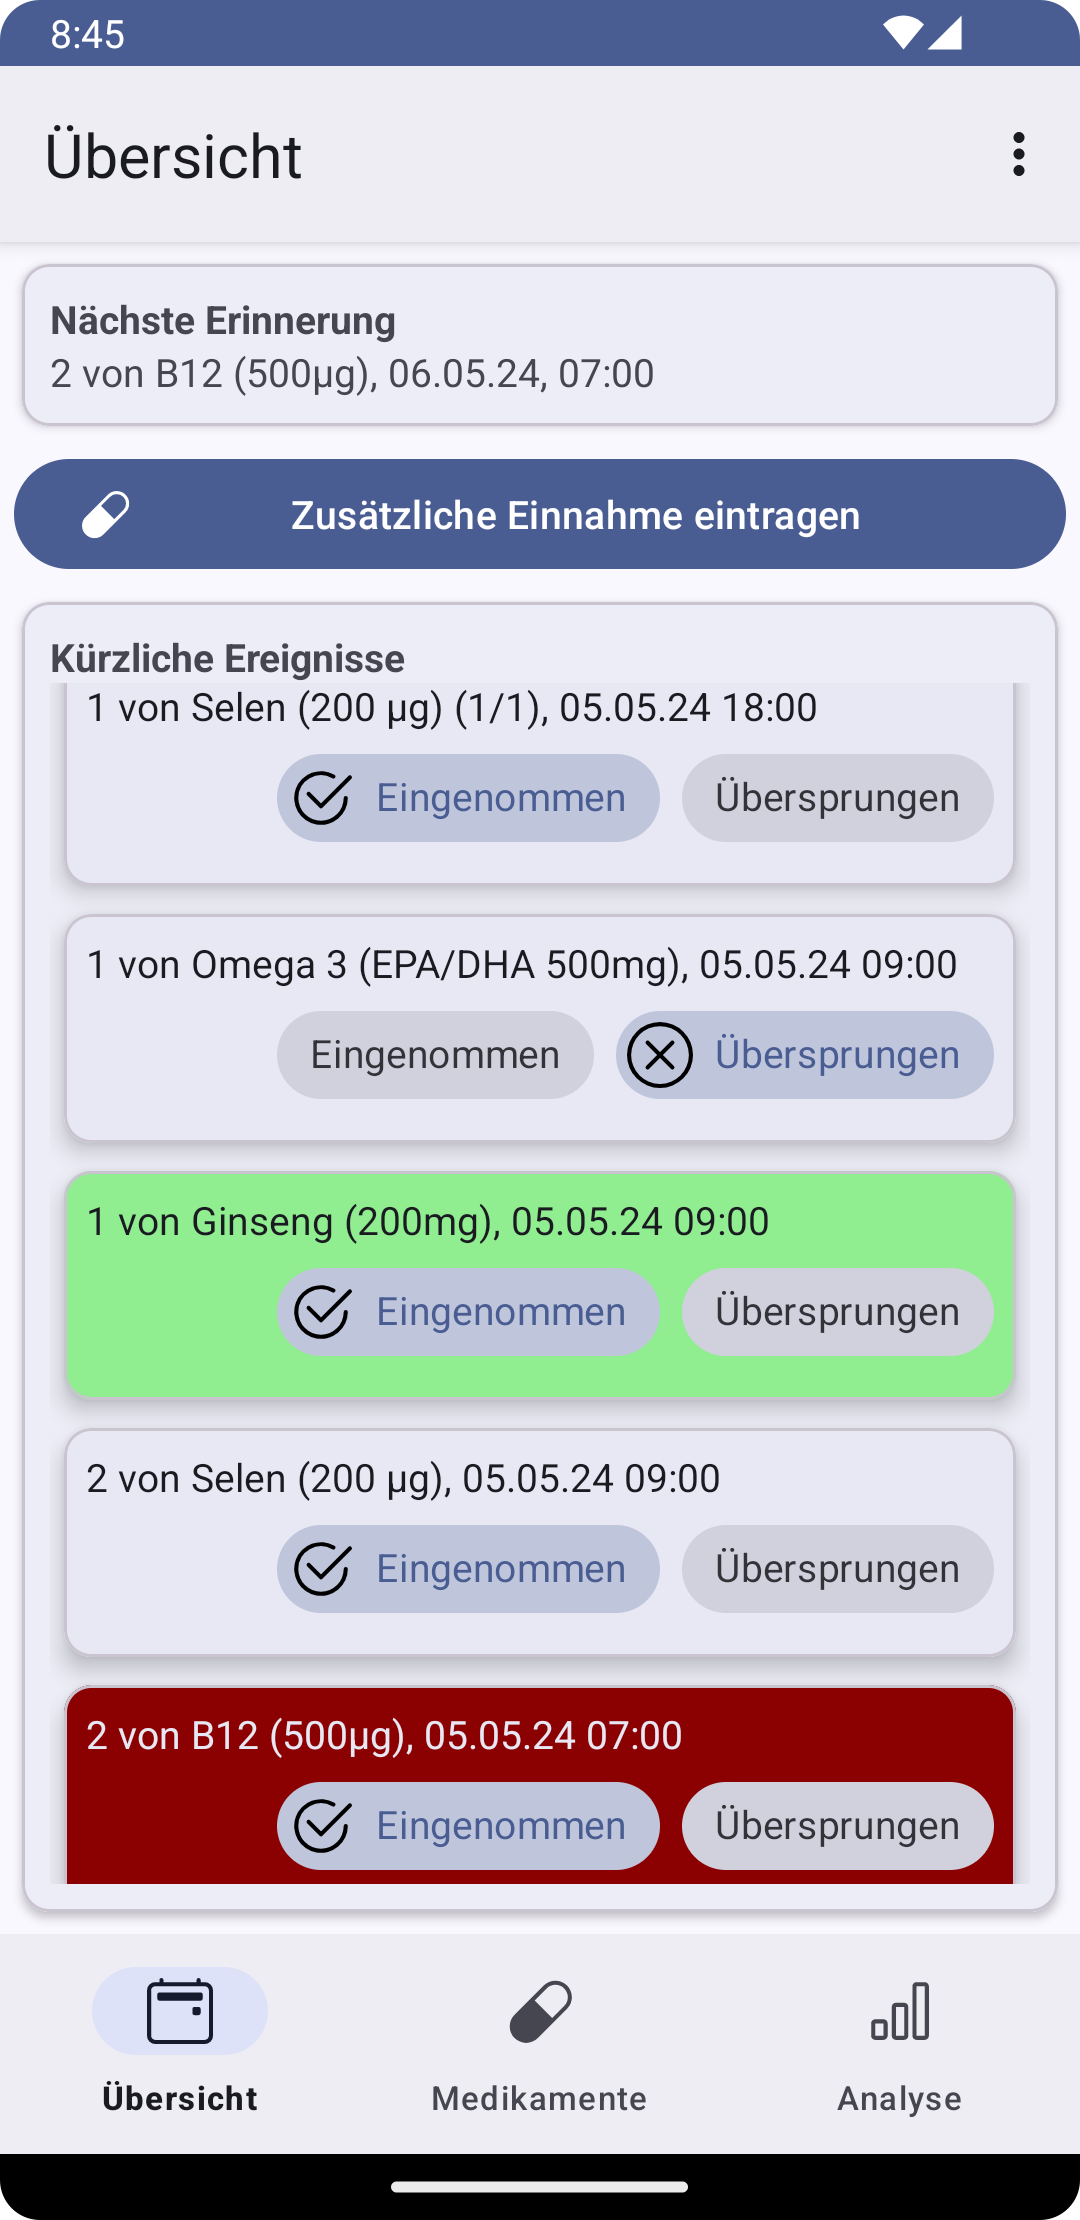 8:45
Übersicht
Nächste Erinnerung
2 von B12 (500µg), 06.05.24, 07:00
Zusätzliche Einnahme eintragen
Kürzliche Ereignisse
1 von Selen (200 µg) (1/1), 05.05.24 18:00
Eingenommen Übersprungen
1 von Omega 3 (EPA/DHA 500mg), 05.05.24 09:00
Eingenommen Übersprungen
1 von Ginseng (200mg), 05.05.24 09:00
Eingenommen Übersprungen
2 von Selen (200 µg), 05.05.24 09:00
Eingenommen Übersprungen
2 von B12 (500µg), 05.05.24 07:00
Eingenommen Übersprungen
Übersicht Medikamente Analyse